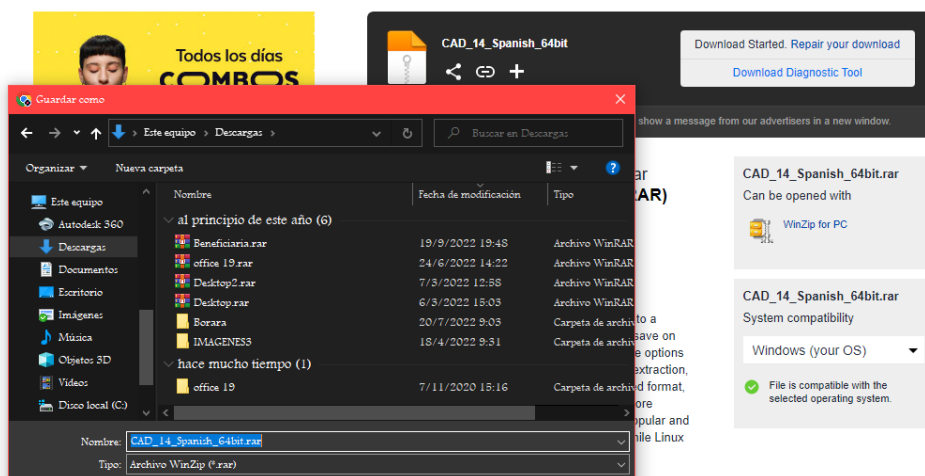 Todos los días
COMBOS
CAD_14_Spanish_64bit
Download Started. Repair your download
Download Diagnostic Tool
show a message from our advertisers in a new window.
Guardar como
Este equipo > Descargas >
Buscar en Descargas
Organizar
Nueva carpeta
Este equipo
Autodesk 360
Descargas
Documentos
Escritorio
Imágenes
Música
Objetos 3D
Vídeos
Disco local (C:)
Nombre
Fecha de modificación
Tipo
al principio de este año (6)
Beneficiaria.rar 19/9/2022 19:48 Archivo WinRAR
office 19.rar 24/6/2022 14:22 Archivo WinRAR
Desktop2.rar 7/3/2022 12:58 Archivo WinRAR
Desktop.rar 6/3/2022 15:03 Archivo WinRAR
Borara 20/7/2022 9:03 Carpeta de archiv
IMAGENES3 18/4/2022 9:31 Carpeta de archiv
hace mucho tiempo (1)
office 19 7/11/2020 15:16 Carpeta de archiv
Nombre: CAD_14_Spanish_64bit.rar
Tipo: Archivo WinZip (*.rar)
ar
AR)
to a
save on
e options
extraction,
d format,
ore
opular and
hile Linux
CAD_14_Spanish_64bit.rar
Can be opened with
WinZip for PC
CAD_14_Spanish_64bit.rar
System compatibility
Windows (your OS)
File is compatible with the
selected operating system.